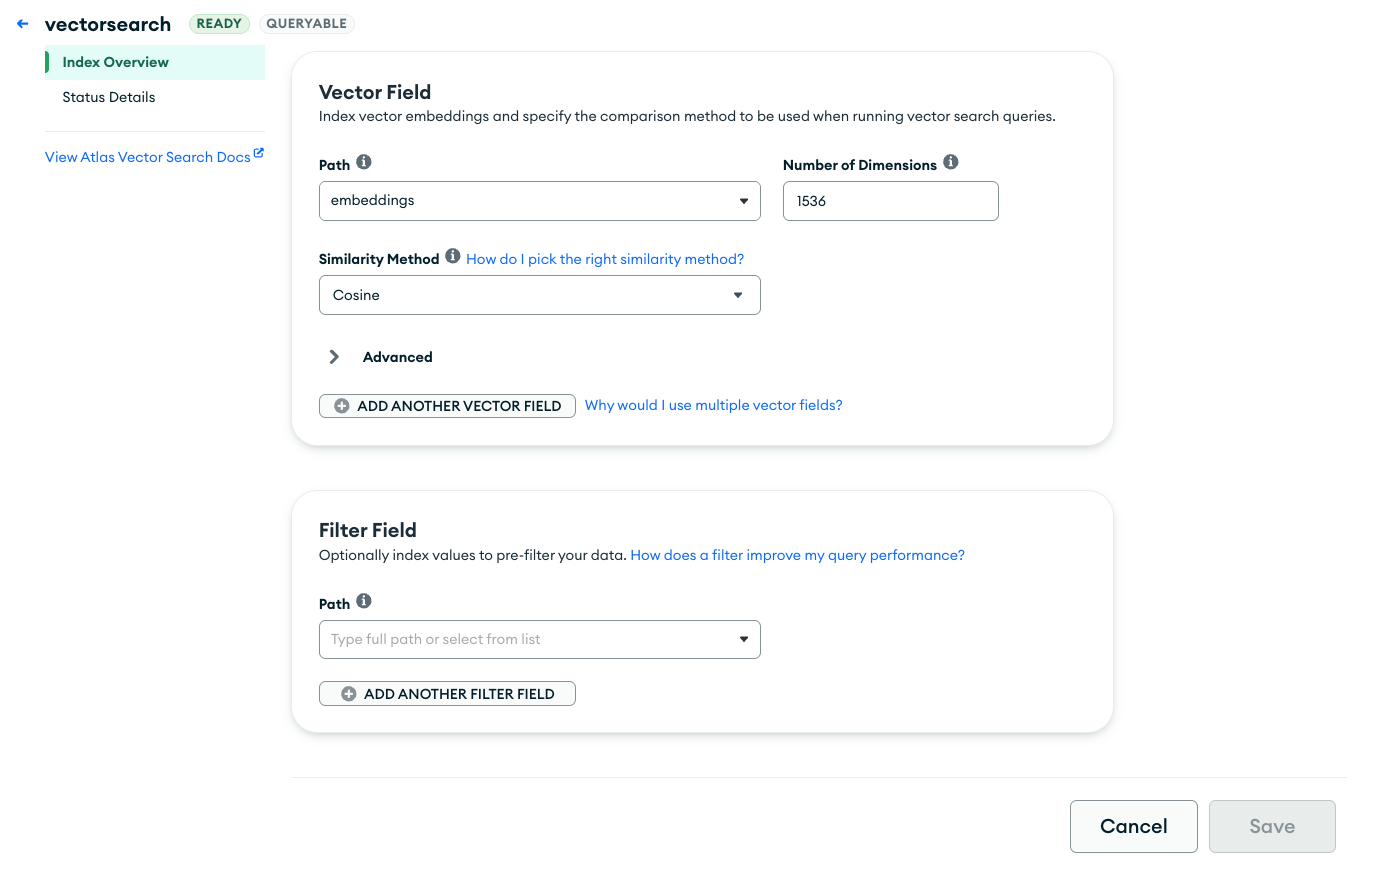 vectorsearch READY QUERYABLE
Index Overview
Status Details
View Atlas Vector Search Docs
Vector Field
Index vector embeddings and specify the comparison method to be used when running vector search queries.
Path
Number of Dimensions
embeddings
1536
Similarity Method How do I pick the right similarity method?
Cosine
Advanced
ADD ANOTHER VECTOR FIELD Why would I use multiple vector fields?
Filter Field
Optionally index values to pre-filter your data. How does a filter improve my query performance?
Path
Type full path or select from list
ADD ANOTHER FILTER FIELD
Cancel Save